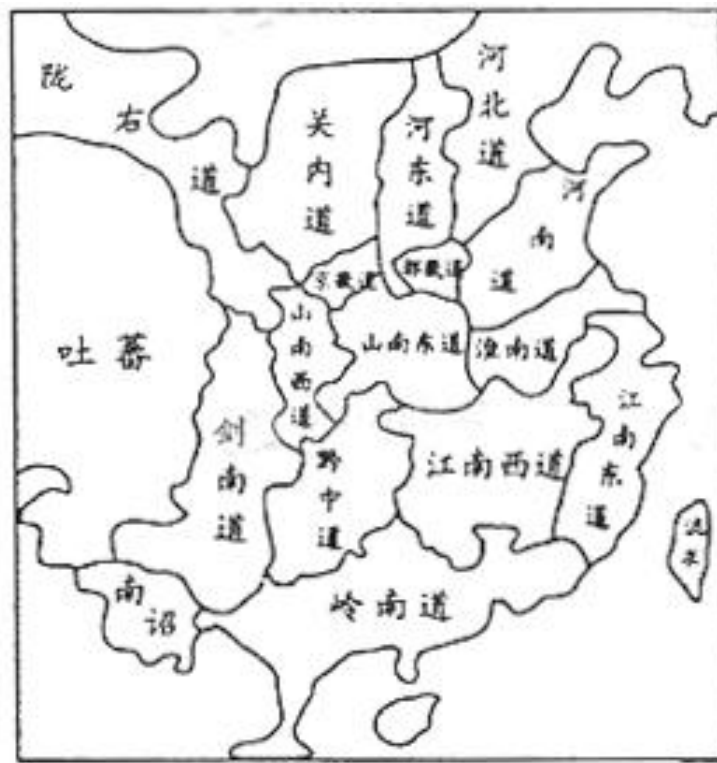 陇右道
关内道
河东道
河北道
河南道
京畿道
都畿道
山南西道
山南东道
淮南道
吐蕃
剑南道
黔中道
江南西道
江南东道
流求
南诏
岭南道